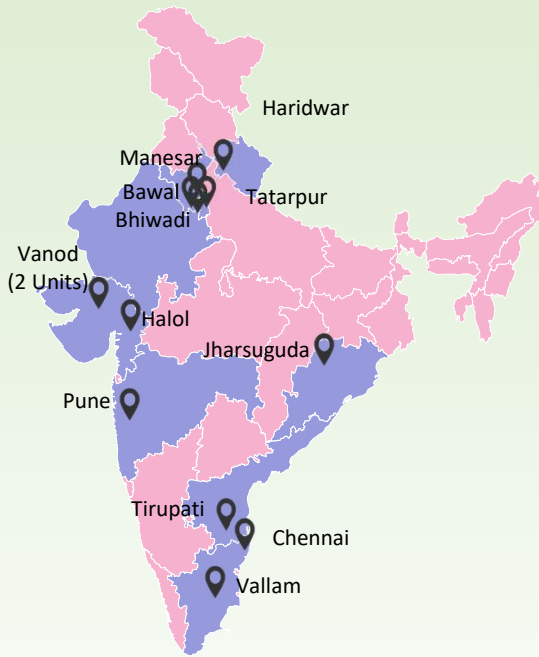 Haridwar
Manesar
Bawal
Tatarpur
Bhiwadi
Vanod
(2 Units)
Halol
Jharsuguda
Pune
Tirupati
Chennai
Vallam